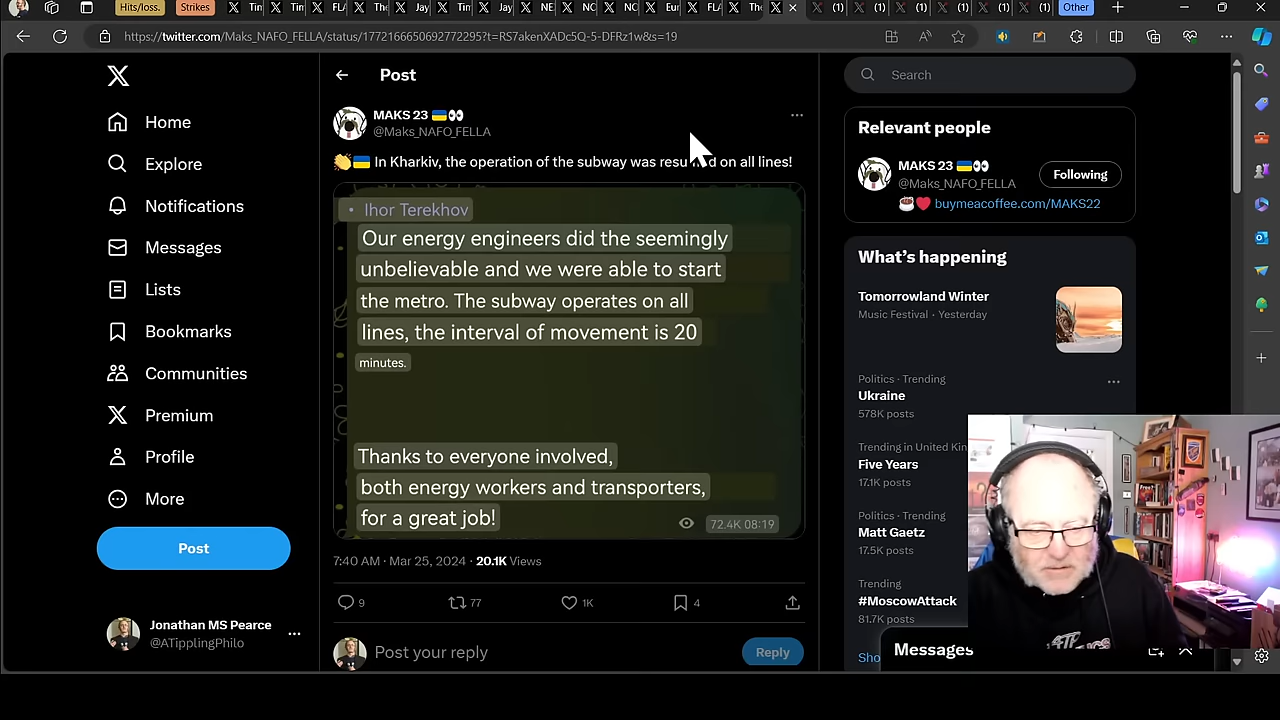 Hits/loss.
Strikes
Other
https://twitter.com/Maks_NAFO_FELLA/status/1772166650692772295?t=RS7akenXADc5Q-5-DFRz1w&s=19
Home
Explore
Notifications
Messages
Lists
Bookmarks
Communities
Premium
Profile
More
Post
Jonathan MS Pearce
@ATipplingPhilo
Post
MAKS 23 🇺🇦👀
@Maks_NAFO_FELLA
👏🇺🇦 In Kharkiv, the operation of the subway was on all lines!
• Ihor Terekhov
Our energy engineers did the seemingly
unbelievable and we were able to start
the metro. The subway operates on all
lines, the interval of movement is 20
minutes.
Thanks to everyone involved,
both energy workers and transporters,
for a great job!
72.4K 08:19
7:40 AM · Mar 25, 2024 · 20.1K Views
9
77
1K
4
Post your reply
Reply
Search
Relevant people
MAKS 23 🇺🇦👀
@Maks_NAFO_FELLA
Following
☕❤️ buymeacoffee.com/MAKS22
What's happening
Tomorrowland Winter
Music Festival · Yesterday
Politics · Trending
Ukraine
578K posts
Trending in United
Five Years
17.1K posts
Politics · Trending
Matt Gaetz
17.5K posts
Trending
#MoscowAttack
81.7K posts
Messages